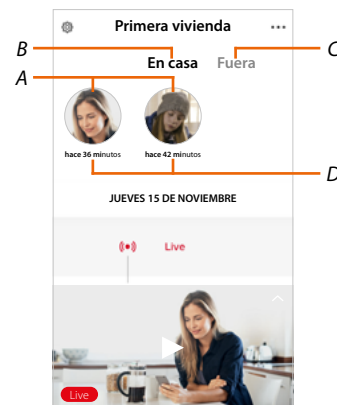 Primera vivienda
B
C
En casa Fuera
A
hace 36 minutos hace 42 minutos
D
JUEVES 15 DE NOVIEMBRE
Live
Live